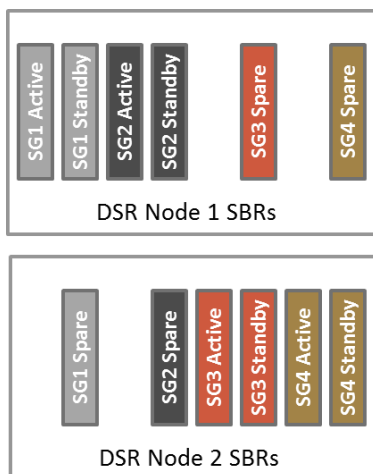 SG1 Active
SG1 Standby
SG2 Active
SG2 Standby
SG3 Spare
SG4 Spare
DSR Node 1 SBRs
SG1 Spare
SG2 Spare
SG3 Active
SG3 Standby
SG4 Active
SG4 Standby
DSR Node 2 SBRs